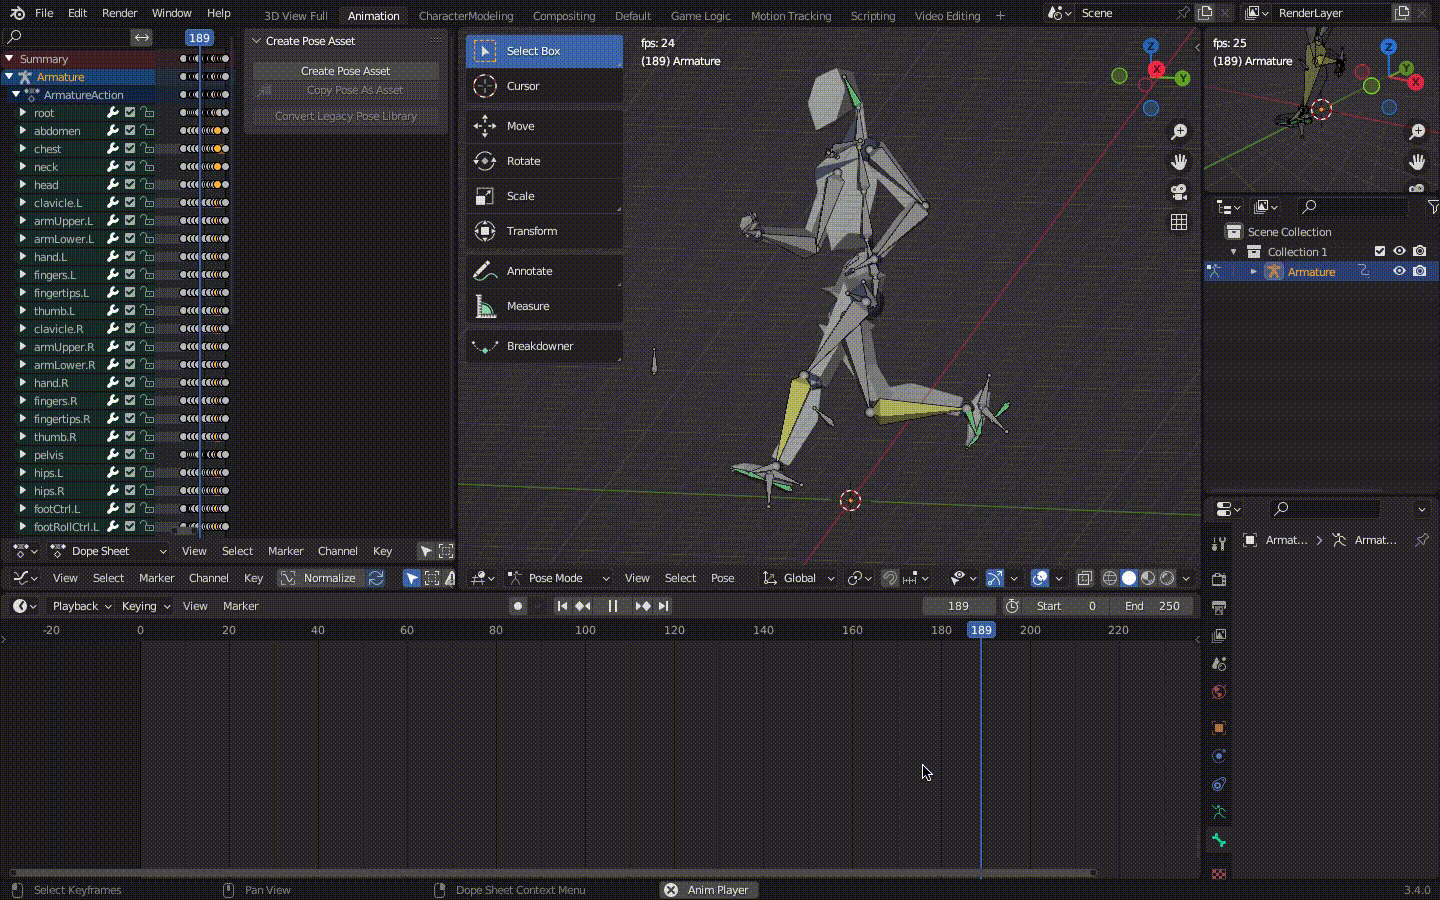 File Edit Render Window Help 3D View Full Animation CharacterModeling Compositing Default Game Logic Motion Tracking Scripting Video Editing + Scene RenderLayer
189
Summary
Armature
ArmatureAction
root
abdomen
chest
neck
head
clavicle.L
armUpper.L
armLower.L
hand.L
fingers.L
fingertips.L
thumb.L
clavicle.R
armUpper.R
armLower.R
hand.R
fingers.R
fingertips.R
thumb.R
pelvis
hips.L
hips.R
footCtrl.L
footRollCtrl.L
Create Pose Asset
Create Pose Asset
Copy Pose As Asset
Convert Legacy Pose Library
Dope Sheet View Select Marker Channel Key
View Select Marker Channel Key Normalize
Select Box
Cursor
Move
Rotate
Scale
Transform
Annotate
Measure
Breakdowner
fps: 24
(189) Armature
Z
X
Y
Pose Mode View Select Pose Global
fps: 25
(189) Armature
Z
Y
X
Scene Collection
Collection 1
Armature
Armat... > Armat...
Playback Keying View Marker 189 Start 0 End 250
-20 0 20 40 60 80 100 120 140 160 180 189 200 220
Select Keyframes Pan View Dope Sheet Context Menu Anim Player 3.4.0